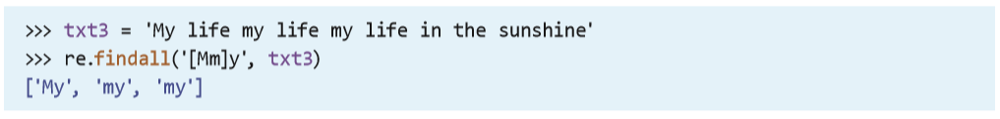 >>> txt3 = 'My life my life my life in the sunshine'
>>> re.findall('[Mm]y', txt3)
['My', 'my', 'my']